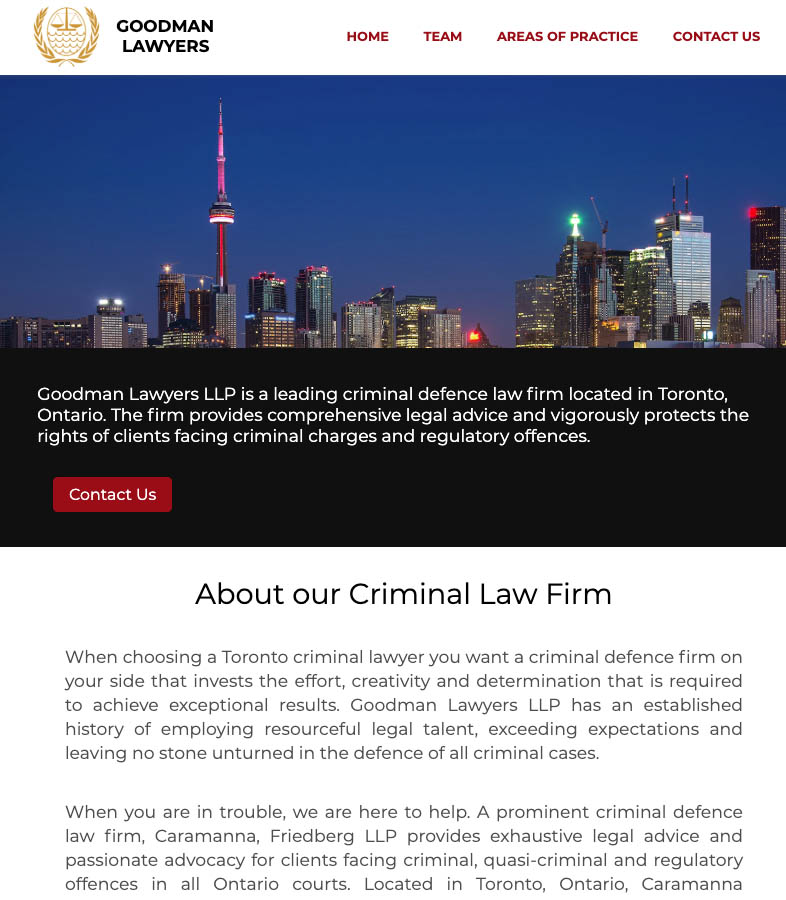 GOODMAN
LAWYERS
HOME TEAM AREAS OF PRACTICE CONTACT US
Goodman Lawyers LLP is a leading criminal defence law firm located in Toronto,
Ontario. The firm provides comprehensive legal advice and vigorously protects the
rights of clients facing criminal charges and regulatory offences.
Contact Us
About our Criminal Law Firm
When choosing a Toronto criminal lawyer you want a criminal defence firm on
your side that invests the effort, creativity and determination that is required
to achieve exceptional results. Goodman Lawyers LLP has an established
history of employing resourceful legal talent, exceeding expectations and
leaving no stone unturned in the defence of all criminal cases.
When you are in trouble, we are here to help. A prominent criminal defence
law firm, Caramanna, Friedberg LLP provides exhaustive legal advice and
passionate advocacy for clients facing criminal, quasi-criminal and regulatory
offences in all Ontario courts. Located in Toronto, Ontario, Caramanna